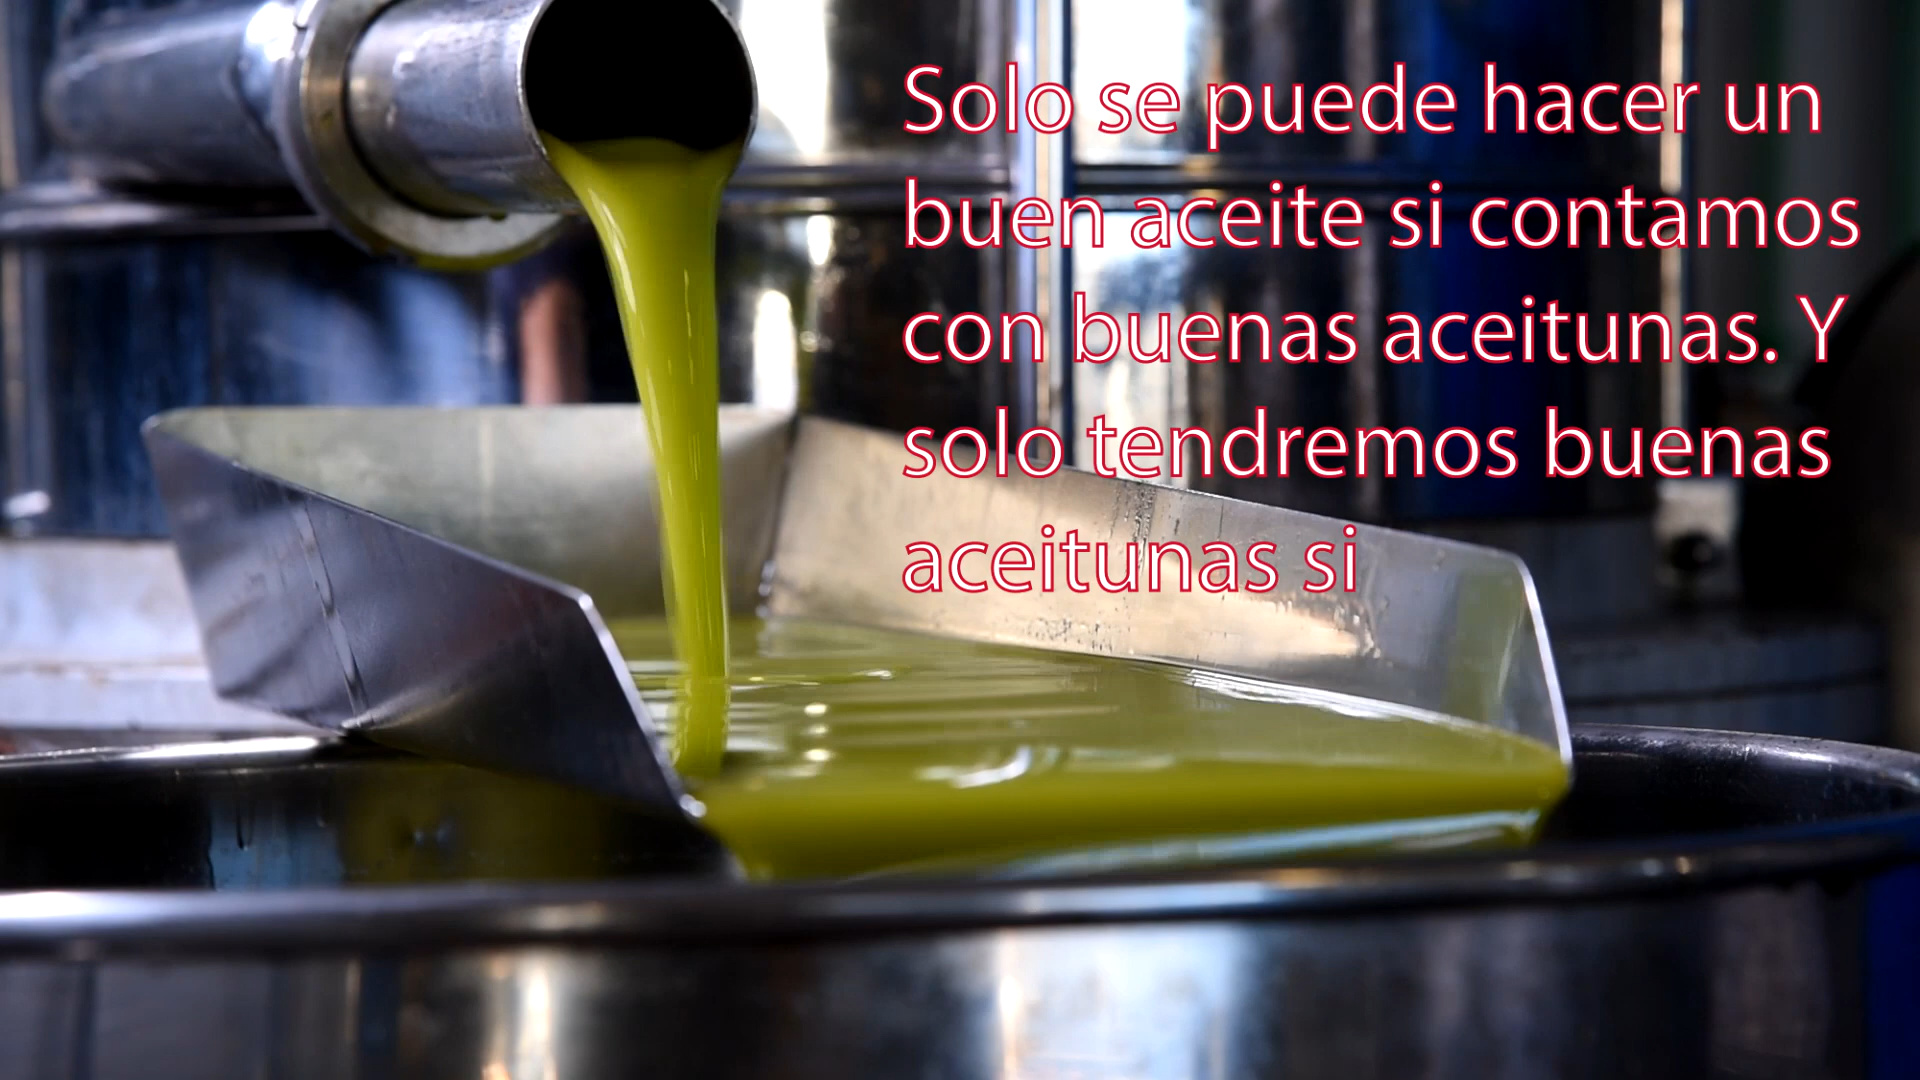 Solo se puede hacer un
buen aceite si contamos
con buenas aceitunas. Y
solo tendremos buenas
aceitunas si